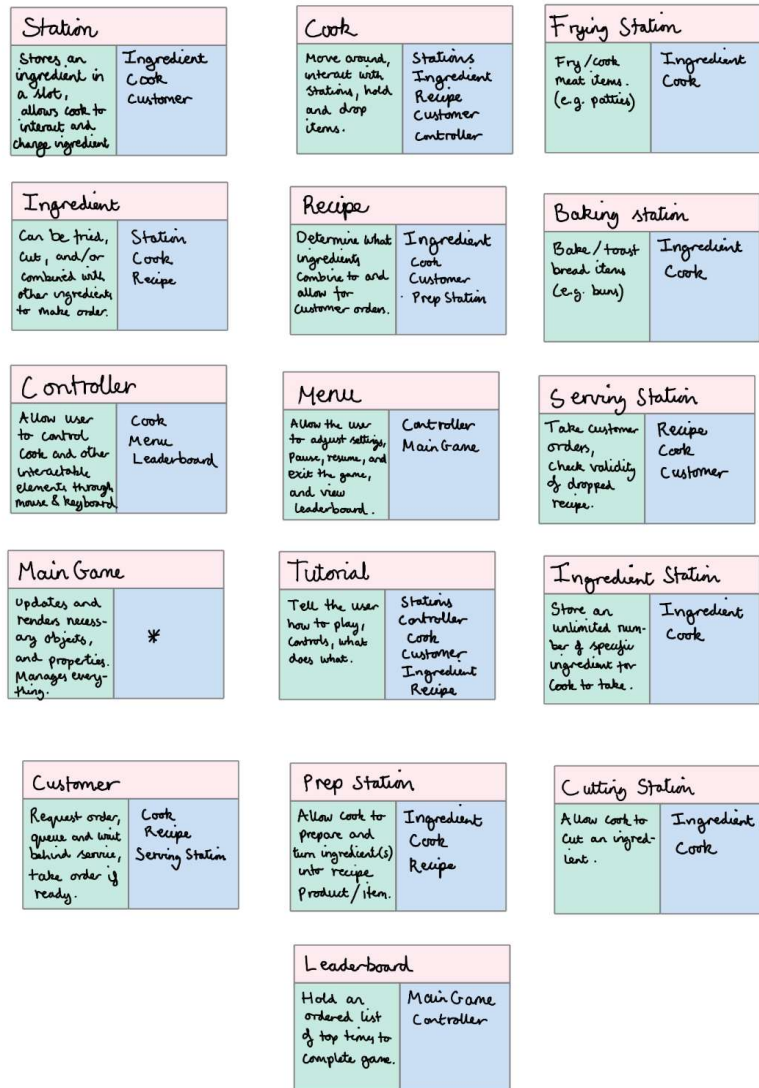 Station
Stores an
ingredient in
a slot,
allows cook to
interact and
change ingredient
Ingredient
Cook
Customer
Cook
Move around,
interact with
stations, hold
and drop
items.
Stations
Ingredient
Recipe
Customer
Controller
Frying Station
Fry/cook
meat items.
(e.g. patties)
Ingredient
Cook
Ingredient
Can be fried,
cut, and/or
combined with
other ingredients
to make order.
Station
Cook
Recipe
Recipe
Determine what
ingredients
combine to and
allow for
customer orders.
Ingredient
Cook
Customer
Prep Station
Baking station
Bake/toast
bread items
(e.g. buns)
Ingredient
Cook
Controller
Allow user
to control
Cook and other
interactable
elements through
mouse & keyboard
Cook
Menu
Leaderboard
Menu
Allow the user
to adjust settings,
Pause, resume, and
exit the game,
and view
leaderboard.
Controller
Main Game
Serving Station
Take customer
orders,
check validity
of dropped
recipe.
Recipe
Cook
Customer
Main Game
updates and
renders necess-
ary objects,
and properties.
Manages every-
thing.
*
Tutorial
Tell the user
how to play,
controls, what
does what.
Stations
Controller
Cook
Customer
Ingredient
Recipe
Ingredient Station
Store an
unlimited num-
ber of specific
ingredient for
Cook to take.
Ingredient
Cook
Customer
Request order,
queue and wait
behind service,
take order if
ready.
Cook
Recipe
Serving Station
Prep Station
Allow Cook to
prepare and
turn ingredient(s)
into recipe
Product/item.
Ingredient
Cook
Recipe
Cutting Station
Allow Cook to
cut an ingred-
ient.
Ingredient
Cook
Leaderboard
Hold an
ordered list
of top times to
complete game.
Main Game
Controller